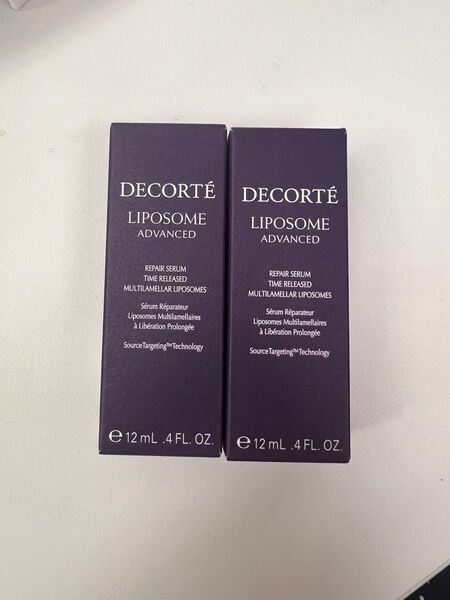 DECORTÉ
LIPOSOME
ADVANCED
REPAIR SERUM
TIME RELEASED
MULTILAMELLAR LIPOSOMES
Sérum Réparateur
Liposomes Multilamellaires
à Libération Prolongée
SourceTargeting™Technology
℮ 12 mL .4 FL. OZ.
DECORTÉ
LIPOSOME
ADVANCED
REPAIR SERUM
TIME RELEASED
MULTILAMELLAR LIPOSOMES
Sérum Réparateur
Liposomes Multilamellaires
à Libération Prolongée
SourceTargeting™Technology
℮ 12 mL .4 FL. OZ.